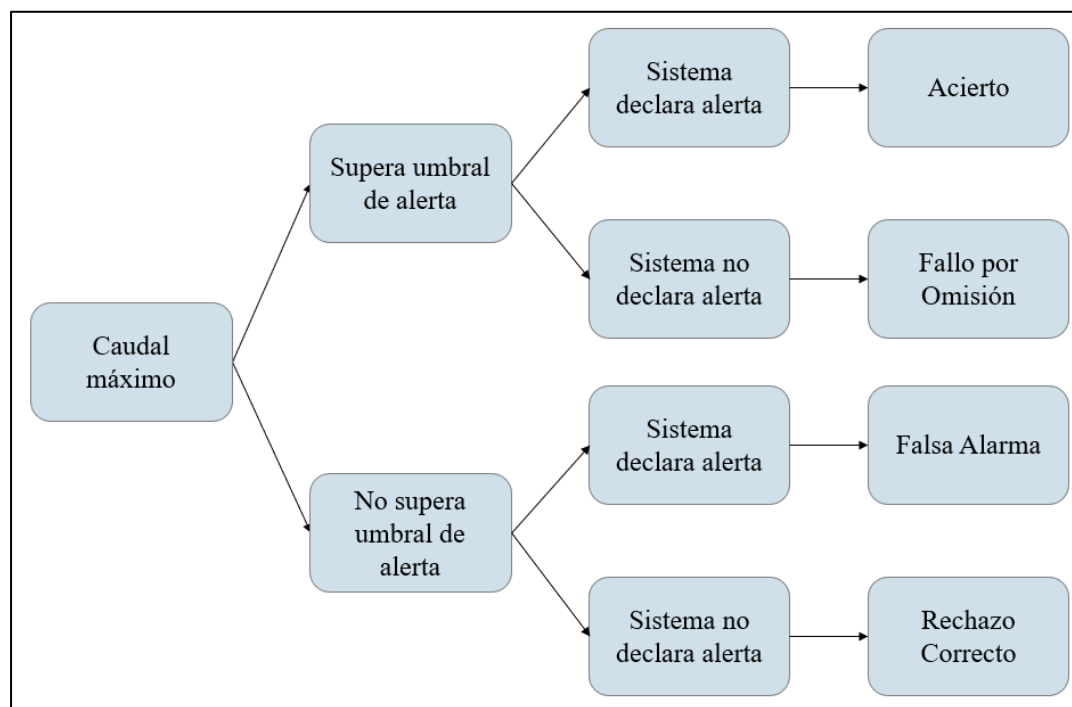 Sistema
declara alerta
Acierto
Supera umbral
de alerta
Sistema no
declara alerta
Fallo por
Omisión
Caudal
máximo
Sistema
declara alerta
Falsa Alarma
No supera
umbral de
alerta
Sistema no
declara alerta
Rechazo
Correcto